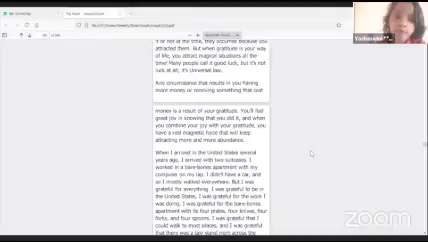 it or not at the time, they occurred because you
attracted them. But when gratitude is your way
of life, you attract magical situations all the
time! Many people call it good luck, but it's not
luck at all; it's Universal law.
Any circumstance that results in you having
more money or receiving something that cost
money is a result of your gratitude. You'll feel
great joy in knowing that you did it, and when
you combine your joy with your gratitude, you
have a real magnetic force that will keep
attracting more and more abundance.
When I arrived in the United States several
years ago, I arrived with two suitcases. I
worked in a bare-bones apartment with my
computer on my lap. I didn't have a car, and
so I mostly walked everywhere. But I was
grateful for everything. I was grateful to be in
the United States, I was grateful for the work I
was doing, I was grateful for the bare-bones
apartment with its four plates, four knives, four
forks, and four spoons. I was grateful that I
could walk to most places, and I was grateful
that there was a taxi stand right across the
zoom